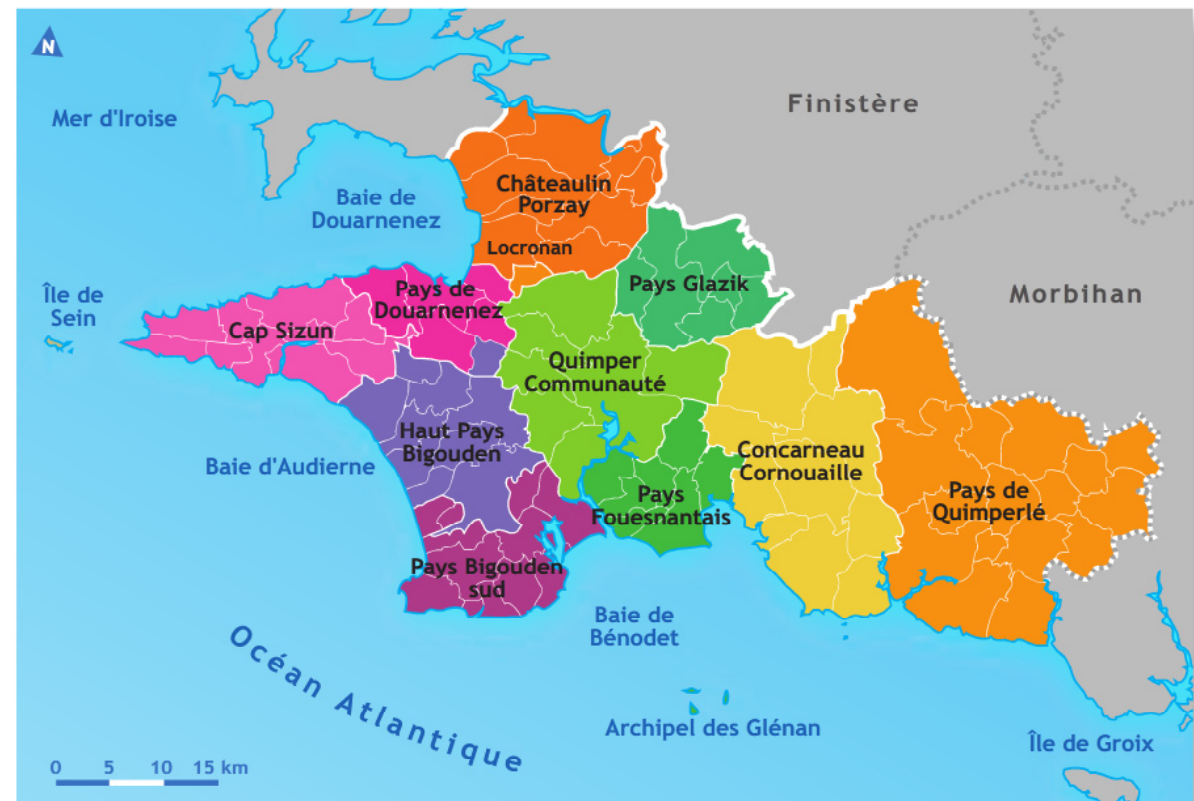 N
Mer d'Iroise
Finistère
Châteaulin
Porzay
Baie de
Douarnenez
Locronan
Pays Glazik
Île de
Sein
Pays de
Douarnenez
Morbihan
Cap Sizun
Quimper
Communauté
Haut Pays
Bigouden
Baie d'Audierne
Concarneau
Cornouaille
Pays
Fouesnantais
Pays de
Quimperlé
Pays Bigouden
sud
Baie de
Bénodet
Océan Atlantique
Archipel des Glénan
Île de Groix
0 5 10 15 km